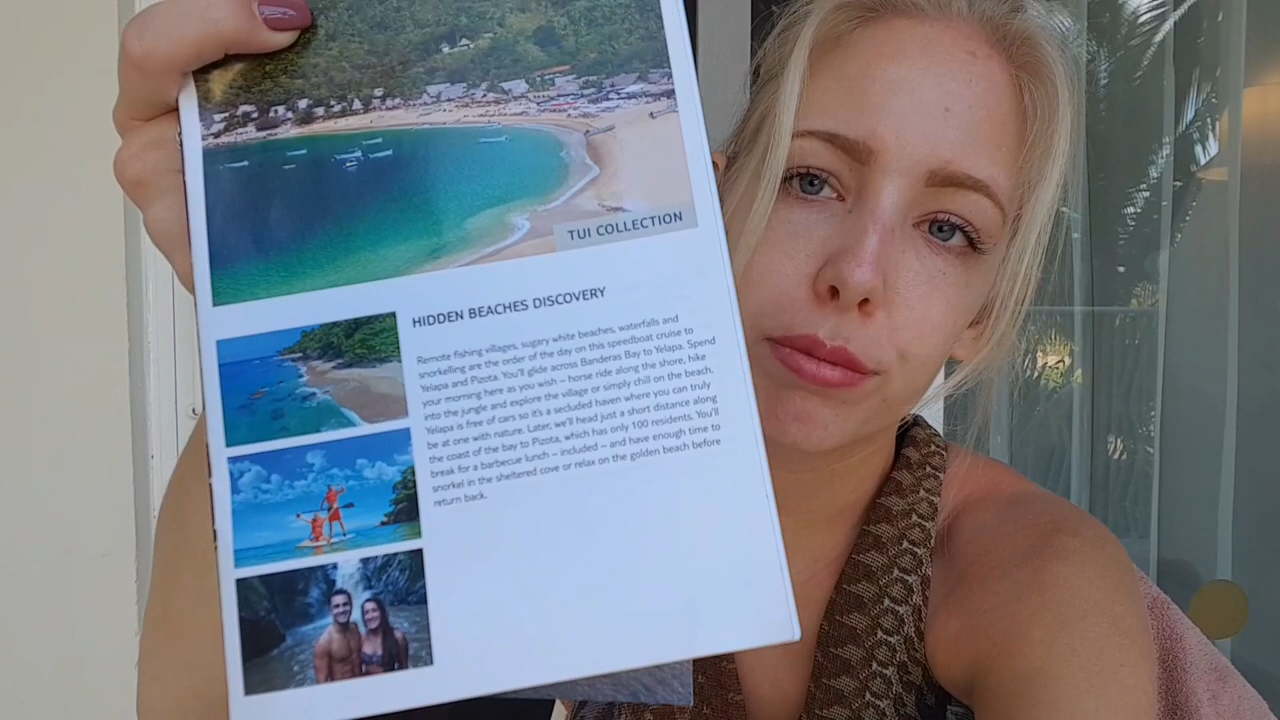 TUI COLLECTION
HIDDEN BEACHES DISCOVERY
Remote fishing villages, sugary white beaches, waterfalls and
snorkelling are the order of the day on this speedboat cruise to
Yelapa and Pizota. You'll glide across Banderas Bay to Yelapa. Spend
your morning here as you wish – horse ride along the shore, hike
into the jungle and explore the village or simply chill on the beach.
Yelapa is free of cars so it's a secluded haven where you can truly
be at one with nature. Later, we'll head just a short distance along
the coast of the bay to Pizota, which has only 100 residents. You'll
break for a barbecue lunch – included – and have enough time to
snorkel in the sheltered cove or relax on the golden beach before
return back.